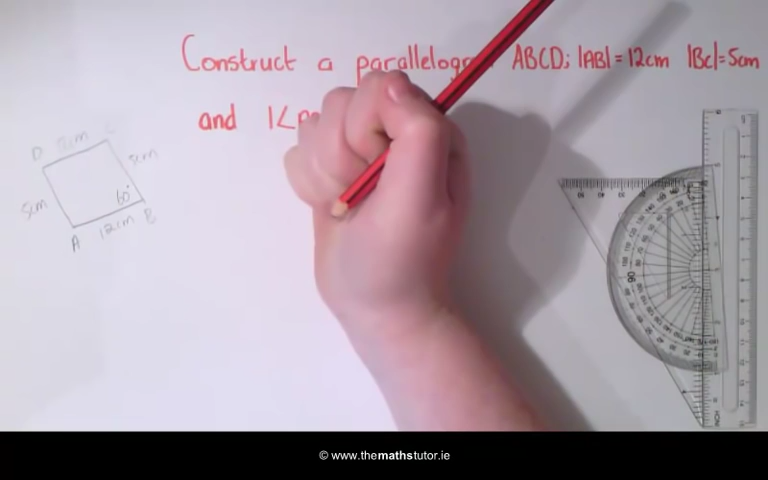 Construct a parallelog ABCD; |AB| = 12cm |BC| = 5cm
and |<
D 12cm C
5cm
5cm
60°
B
12cm
A
© www.themathstutor.ie